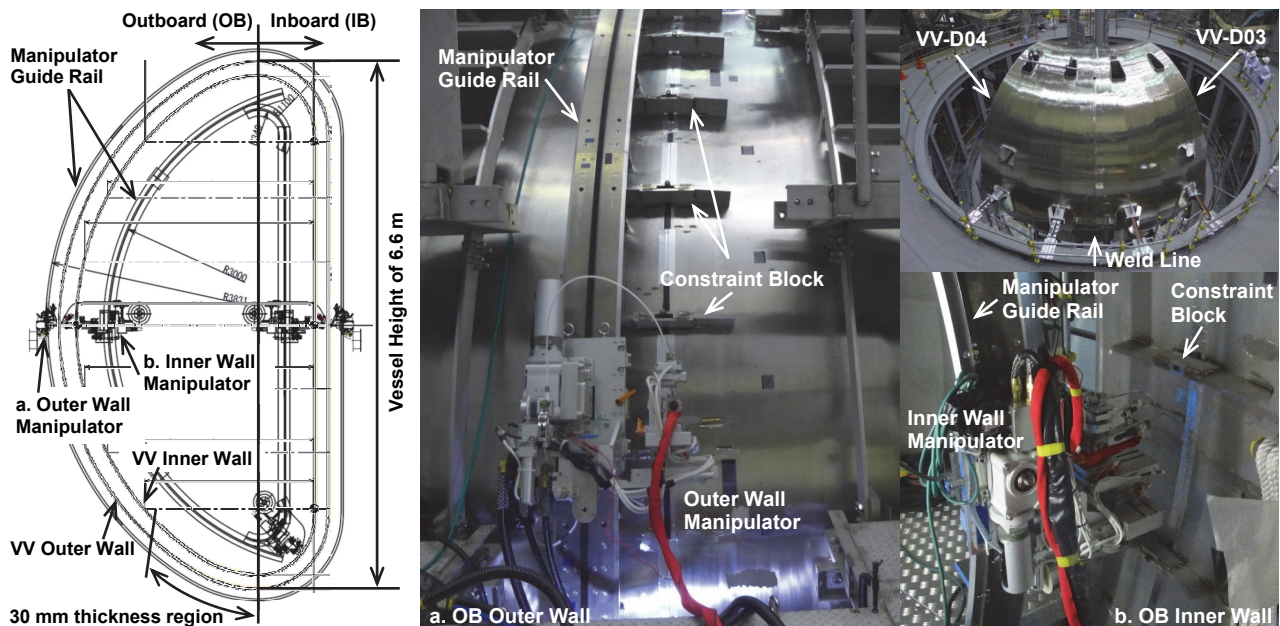 Outboard (OB)
Inboard (IB)
Manipulator
Guide Rail
R3000
R3831
Vessel Height of 6.6 m
b. Inner Wall
Manipulator
a. Outer Wall
Manipulator
VV Inner Wall
VV Outer Wall
30 mm thickness region
Manipulator
Guide Rail
Constraint Block
Outer Wall
Manipulator
a. OB Outer Wall
VV-D04
VV-D03
Weld Line
Manipulator
Guide Rail
Constraint
Block
Inner Wall
Manipulator
b. OB Inner Wall